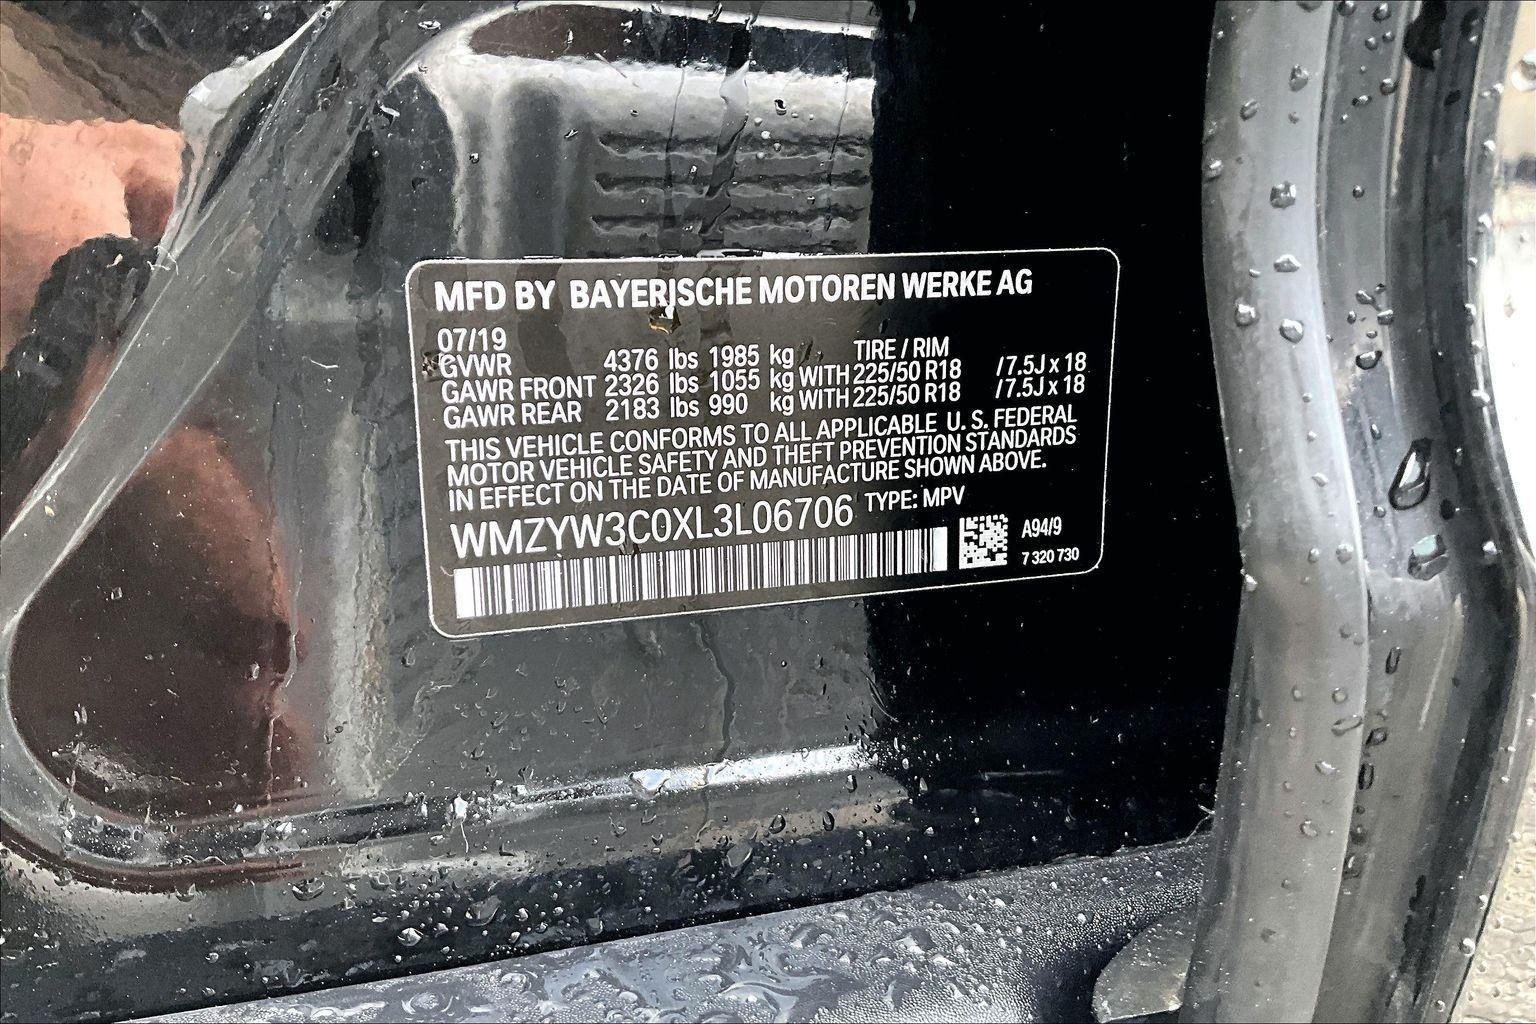 MFD BY BAYERISCHE MOTOREN WERKE AG
07/19
TIRE / RIM
GVWR 4376 lbs 1985 kg
GAWR FRONT 2326 lbs 1055 kg WITH 225/50 R18 /7.5J x 18
GAWR REAR 2183 lbs 990 kg WITH 225/50 R18 /7.5J x 18
THIS VEHICLE CONFORMS TO ALL APPLICABLE U. S. FEDERAL
MOTOR VEHICLE SAFETY AND THEFT PREVENTION STANDARDS
IN EFFECT ON THE DATE OF MANUFACTURE SHOWN ABOVE.
WMZYW3C0XL3L06706 TYPE: MPV
A94/9
7 320 730